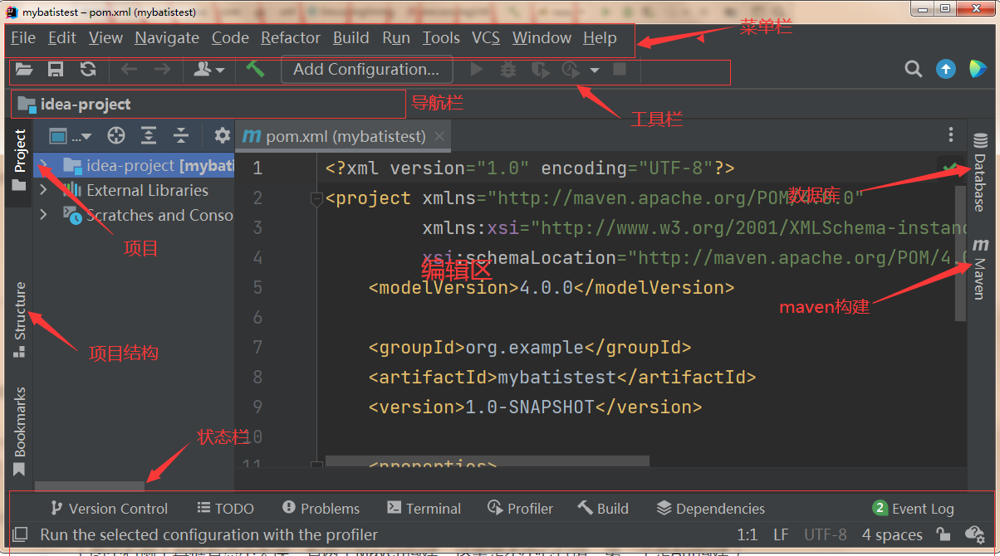 mybatistest – pom.xml (mybatistest)
File Edit View Navigate Code Refactor Build Run Tools VCS Window Help
菜单栏
Add Configuration...
idea-project
导航栏
工具栏
Project
...
pom.xml (mybatistest)
idea-project [mybati
External Libraries
Scratches and Conso
项目
Structure
项目结构
Bookmarks
状态栏
1 <?xml version="1.0" encoding="UTF-8"?>
2 <project xmlns="http://maven.apache.org/POM/4.0.0"
3 xmlns:xsi="http://www.w3.org/2001/XMLSchema-instanc
4 xsi:schemaLocation="http://maven.apache.org/POM/4.0
编辑区
5 <modelVersion>4.0.0</modelVersion>
6
7 <groupId>org.example</groupId>
8 <artifactId>mybatistest</artifactId>
9 <version>1.0-SNAPSHOT</version>
10
11 <properties>
数据库
Database
m Maven
maven构建
Version Control TODO Problems Terminal Profiler Build Dependencies 2 Event Log
Run the selected configuration with the profiler 1:1 LF UTF-8 4 spaces